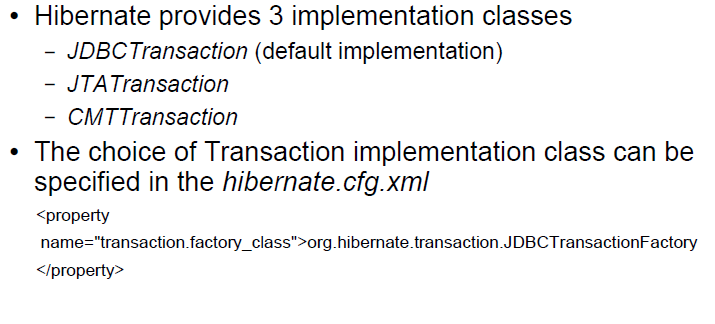 • Hibernate provides 3 implementation classes
– JDBCTransaction (default implementation)
– JTATransaction
– CMTTransaction
• The choice of Transaction implementation class can be
specified in the hibernate.cfg.xml
<property
name="transaction.factory_class">org.hibernate.transaction.JDBCTransactionFactory
</property>